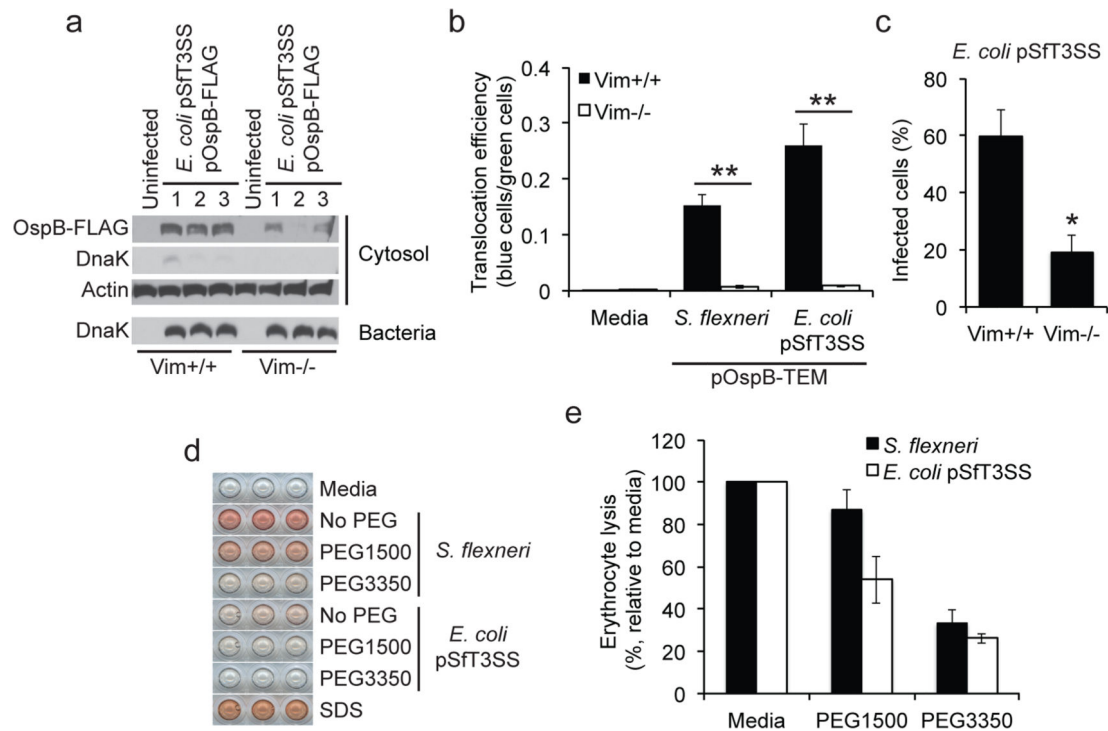 a
Uninfected
E. coli pSfT3SS
pOspB-FLAG
Uninfected
E. coli pSfT3SS
pOspB-FLAG
1 2 3 1 2 3
OspB-FLAG
DnaK
Actin
Cytosol
DnaK
Bacteria
Vim+/+ Vim-/-
b
Translocation efficiency
(blue cells/green cells)
0.4
0.3
0.2
0.1
0
Vim+/+
Vim-/-
**
**
Media
S. flexneri
E. coli
pSfT3SS
pOspB-TEM
c
E. coli pSfT3SS
Infected cells (%)
80
60
40
20
0
*
Vim+/+ Vim-/-
d
Media
No PEG
PEG1500
PEG3350
S. flexneri
No PEG
PEG1500
PEG3350
E. coli
pSfT3SS
SDS
e
Erythrocyte lysis
(%, relative to media)
120
100
80
60
40
20
0
S. flexneri
E. coli pSfT3SS
Media PEG1500 PEG3350